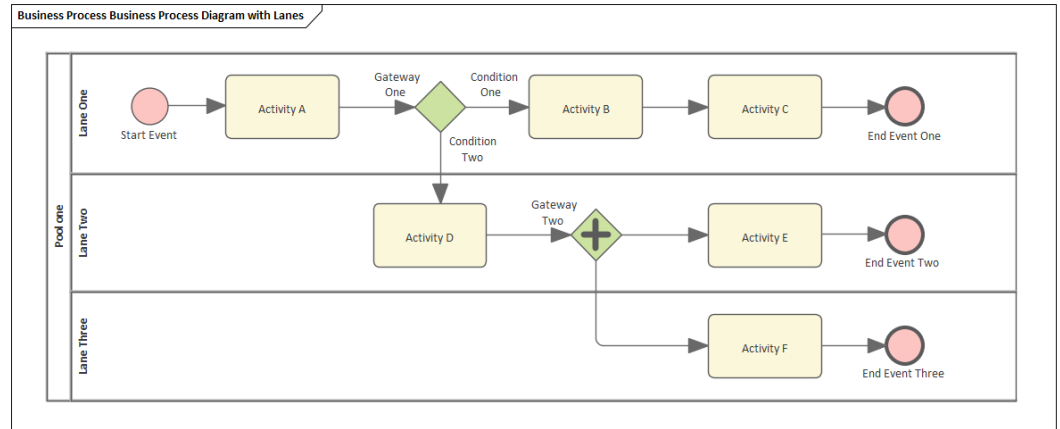 Business Process Business Process Diagram with Lanes
Pool one
Lane One
Start Event
Activity A
Gateway
One
Condition
One
Condition
Two
Activity B
Activity C
End Event One
Lane Two
Activity D
Gateway
Two
Activity E
End Event Two
Lane Three
Activity F
End Event Three